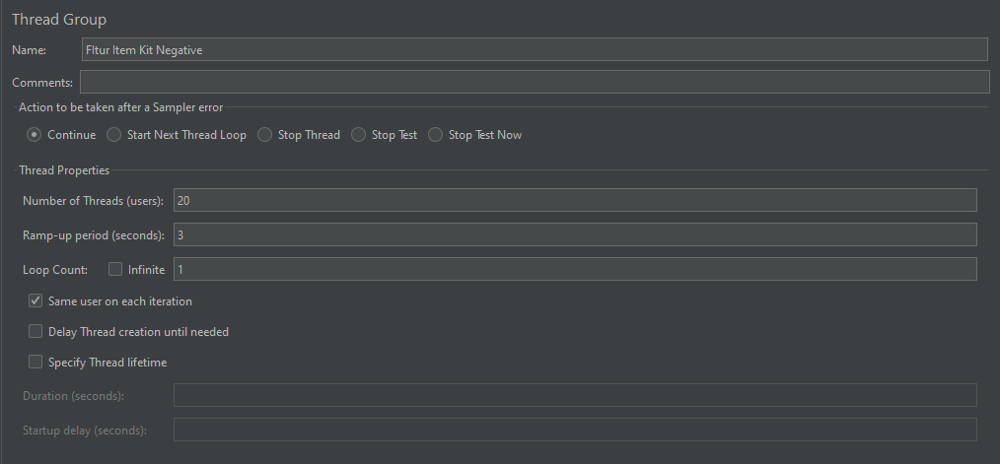 Thread Group
Name: Fltur Item Kit Negative
Comments:
Action to be taken after a Sampler error
Continue Start Next Thread Loop Stop Thread Stop Test Stop Test Now
Thread Properties
Number of Threads (users): 20
Ramp-up period (seconds): 3
Loop Count: Infinite 1
Same user on each iteration
Delay Thread creation until needed
Specify Thread lifetime
Duration (seconds):
Startup delay (seconds):